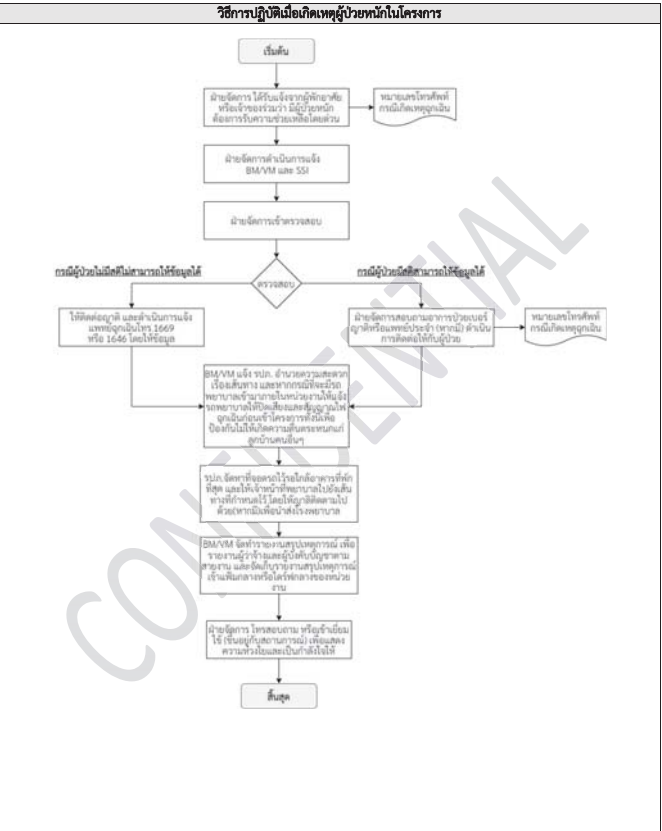 วิธีการปฏิบัติเมื่อเกิดเหตุผู้ป่วยหนักในโครงการ
เริ่มต้น
ฝ่ายจัดการ ได้รับแจ้งจากผู้พักอาศัย
หรือเจ้าของร่วมว่า มีผู้ป่วยหนัก
ต้องการรับความช่วยเหลือโดยด่วน
หมายเลขโทรศัพท์
กรณีเกิดเหตุฉุกเฉิน
ฝ่ายจัดการดำเนินการแจ้ง
BM/VM และ SSI
ฝ่ายจัดการเข้าตรวจสอบ
กรณีผู้ป่วยไม่มีสติไม่สามารถให้ข้อมูลได้
ตรวจสอบ
กรณีผู้ป่วยมีสติสามารถให้ข้อมูลได้
ให้ติดต่อญาติ และดำเนินการแจ้ง
แพทย์ฉุกเฉินโทร.1669
หรือ 1646 โดยให้ข้อมูล
ฝ่ายจัดการสอบถามอาการป่วยเบอร์
ญาติหรือแพทย์ประจำ (หากมี) ดำเนิน
การติดต่อให้กับผู้ป่วย
หมายเลขโทรศัพท์
กรณีเกิดเหตุฉุกเฉิน
BM/VM แจ้ง รปภ. อำนวยความสะดวก
เรื่องเส้นทาง และหากกรณีที่จะมีรถ
พยาบาลเข้ามาภายในหน่วยงานให้แจ้ง
รถพยาบาลให้ปิดเสียงและสัญญาณไฟ
ฉุกเฉินก่อนเข้าโครงการทั้งนี้เพื่อ
ป้องกันไม่ให้เกิดความตื่นตระหนกแก่
ลูกบ้านคนอื่นๆ
รปภ.จัดหาที่จอดรถไว้รอใกล้อาคารที่พัก
ที่สุด และให้เจ้าหน้าที่พยาบาลไปยังเส้น
ทางที่กำหนดไว้ โดยให้ญาติติดตามไป
ด้วย(หากมี)เพื่อนำส่งโรงพยาบาล
BM/VM จัดทำรายงานสรุปเหตุการณ์ เพื่อ
รายงานผู้ว่าจ้างและผู้บังคับบัญชาตาม
สายงาน และจัดเก็บรายงานสรุปเหตุการณ์
เข้าแฟ้มกลางหรือไดร์ฟกลางของหน่วย
งาน
ฝ่ายจัดการ โทรสอบถาม หรือเข้าเยี่ยม
ไข้ (ขึ้นอยู่กับสถานการณ์) เพื่อแสดง
ความห่วงใยและเป็นกำลังใจให้
สิ้นสุด
CONFIDENTIAL